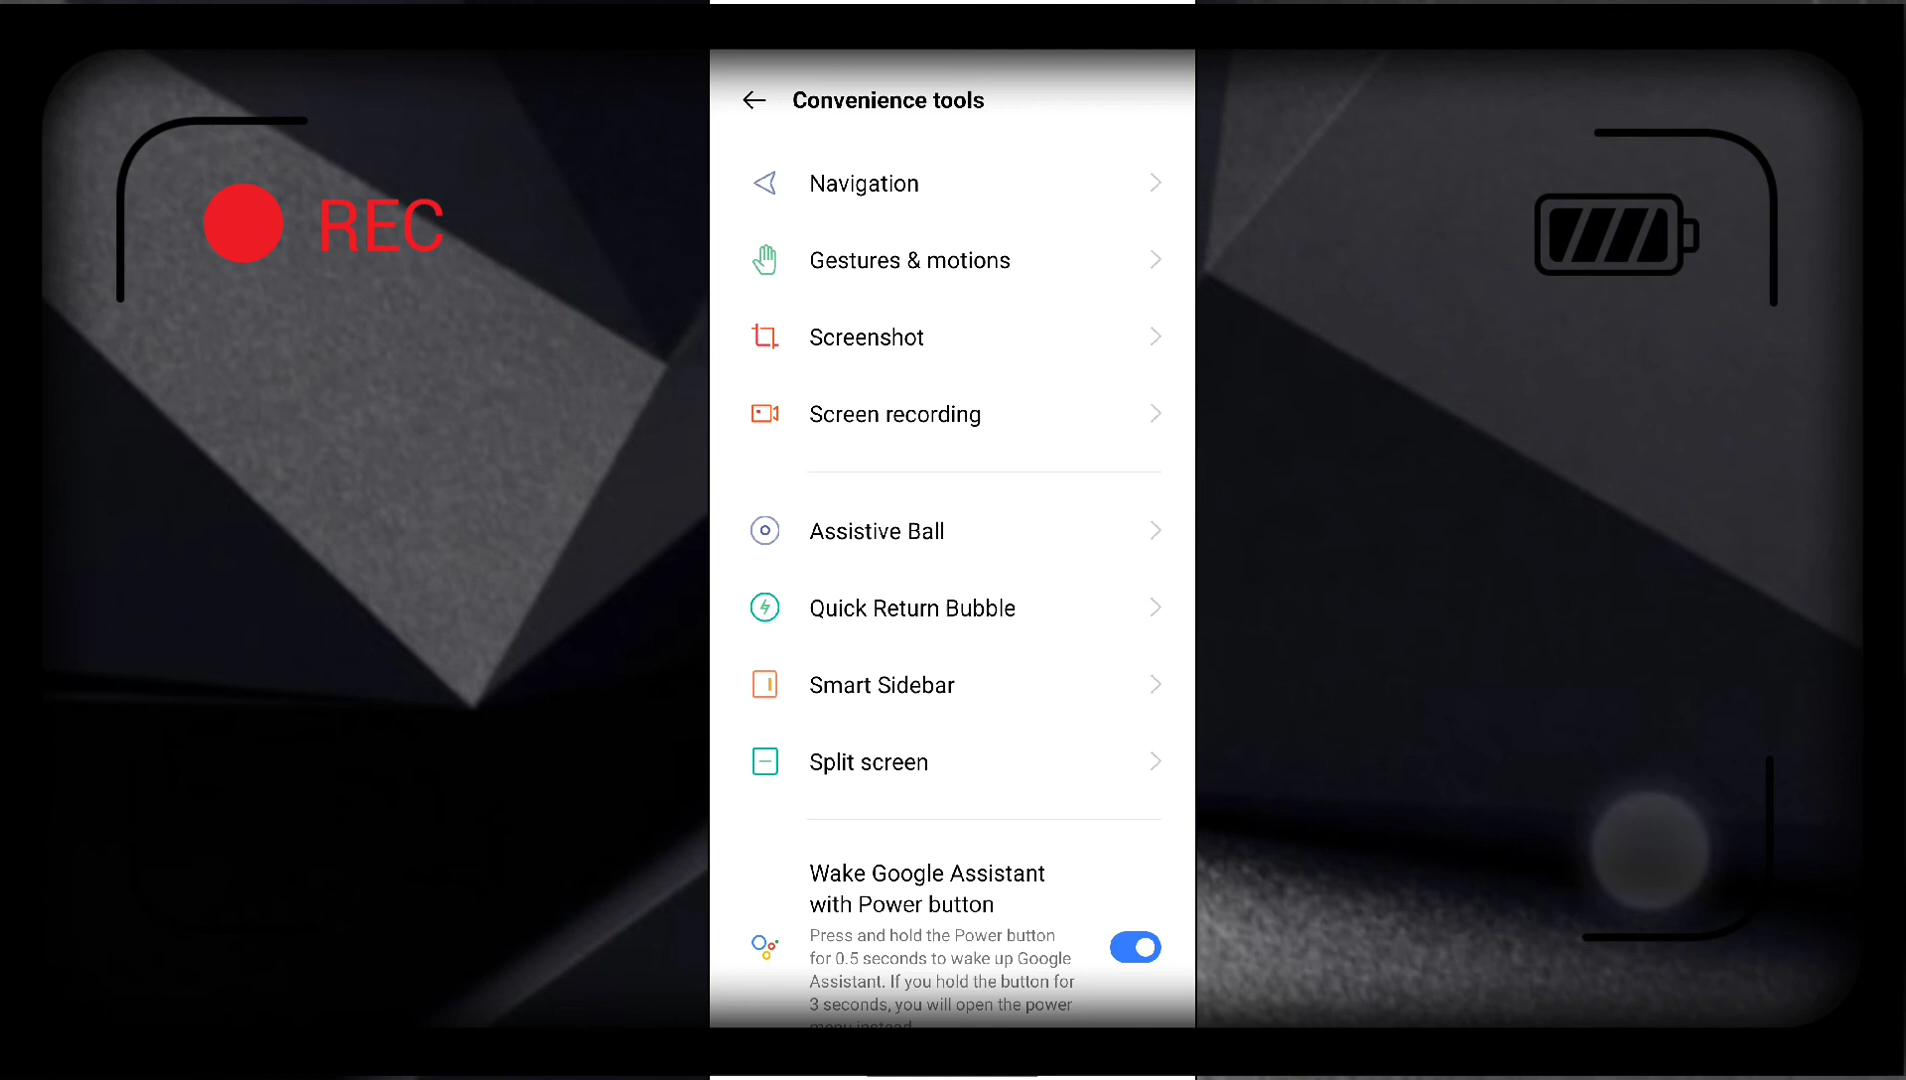 Convenience tools
REC
Navigation
Gestures & motions
Screenshot
Screen recording
Assistive Ball
Quick Return Bubble
Smart Sidebar
Split screen
Wake Google Assistant
with Power button
Press and hold the Power button
for 0.5 seconds to wake up Google
Assistant. If you hold the button for
3 seconds, you will open the power
menu instead.